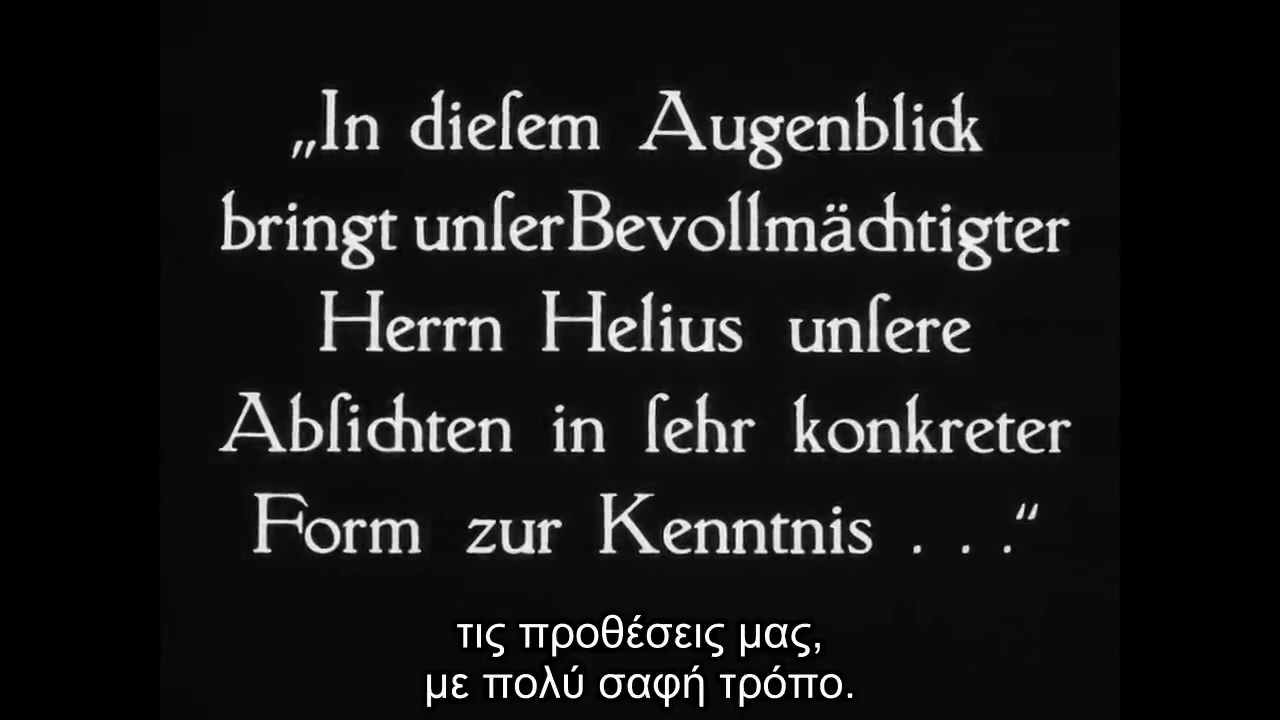 „In dieſem Augenblick
bringt unſer Bevollmächtigter
Herrn Helius unſere
Abſichten in ſehr konkreter
Form zur Kenntnis . . .“
τις προθέσεις μας,
με πολύ σαφή τρόπο.